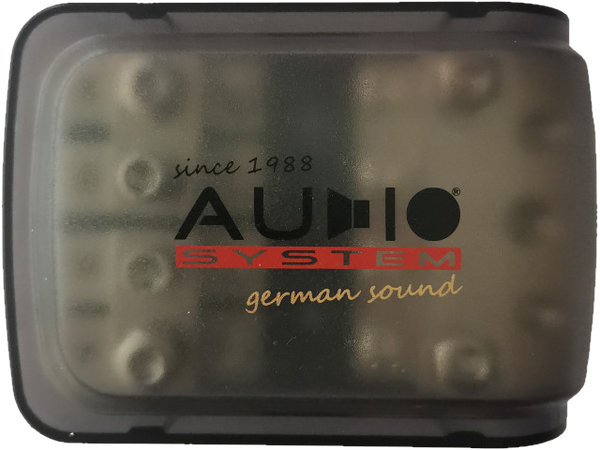 since 1988
AUDIO®
SYSTEM
german sound